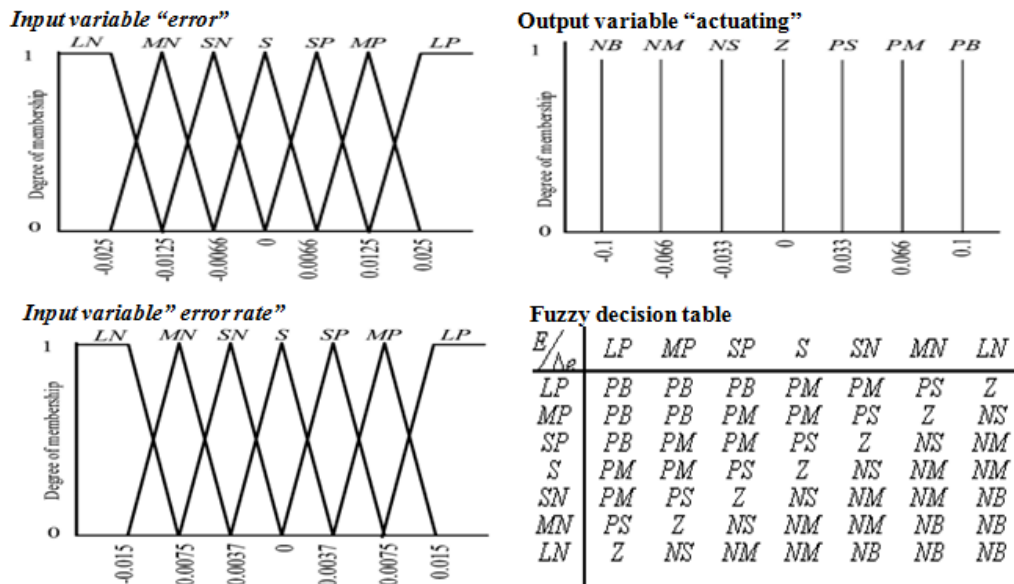 Input variable “error”
LN MN SN S SP MP LP
1
Degree of membership
O
-0.025 -0.0125 -0.0066 0 0.0066 0.0125 0.025
Output variable “actuating”
NB NM NS Z PS PM PB
1
Degree of membership
O
-0.1 -0.066 -0.033 0 0.033 0.066 0.1
Input variable” error rate”
LN MN SN S SP MP LP
1
Degree of membership
O
-0.015 -0.0075 -0.0037 0 0.0037 0.0075 0.015
Fuzzy decision table
E/Δe LP MP SP S SN MN LN
LP PB PB PB PM PM PS Z
MP PB PB PM PM PS Z NS
SP PB PM PM PS Z NS NM
S PM PM PS Z NS NM NM
SN PM PS Z NS NM NM NB
MN PS Z NS NM NM NB NB
LN Z NS NM NM NB NB NB